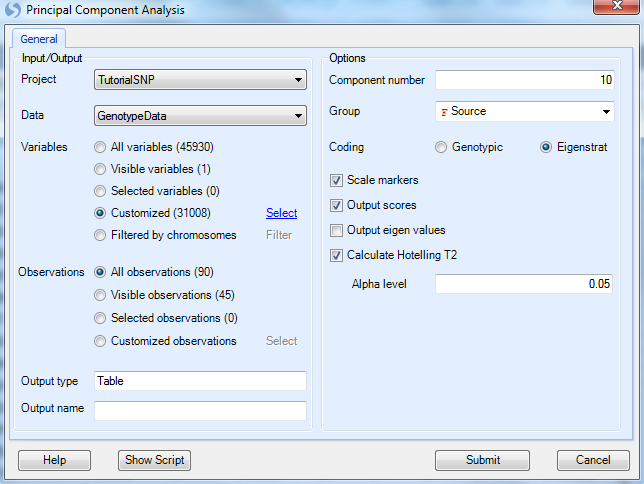 Principal Component Analysis
General
Input/Output
Project TutorialSNP
Data GenotypeData
Variables All variables (45930)
Visible variables (1)
Selected variables (0)
Customized (31008) Select
Filtered by chromosomes Filter
Observations All observations (90)
Visible observations (45)
Selected observations (0)
Customized observations Select
Output type Table
Output name
Options
Component number 10
Group Source
Coding Genotypic Eigenstrat
Scale markers
Output scores
Output eigen values
Calculate Hotelling T2
Alpha level 0.05
Help Show Script Submit Cancel